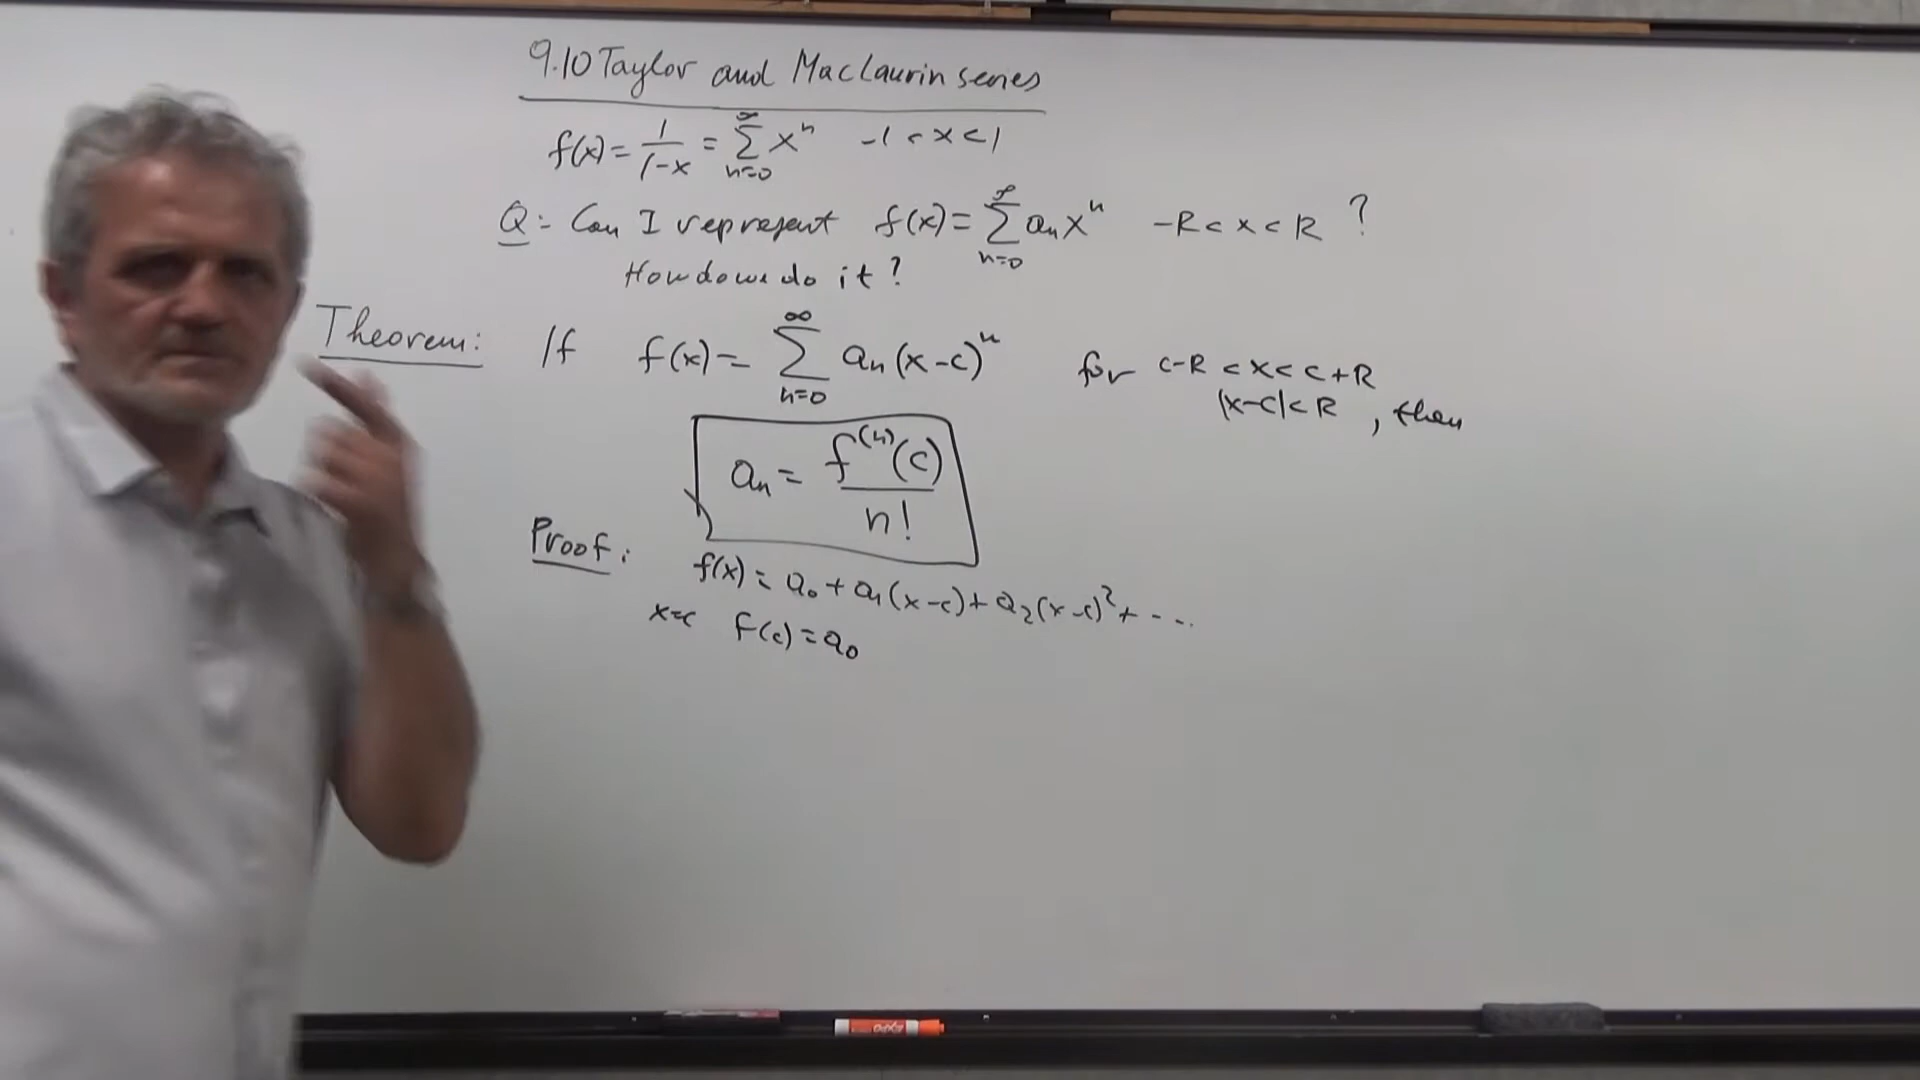 9.10 Taylor and MacLaurin series
f(x) = 1/(1-x) = ∑_{n=0}^{∞} x^n   -1 < x < 1
Q: Can I represent f(x) = ∑_{n=0}^{∞} a_n x^n   -R < x < R ?
How do we do it?
Theorem: If f(x) = ∑_{n=0}^{∞} a_n (x-c)^n   for c-R < x < c+R
|x-c| < R , then
a_n = f^{(n)}(c) / n!
Proof:
f(x) = a_0 + a_1(x-c) + a_2(x-c)^2 + ...
x=c   f(c) = a_0